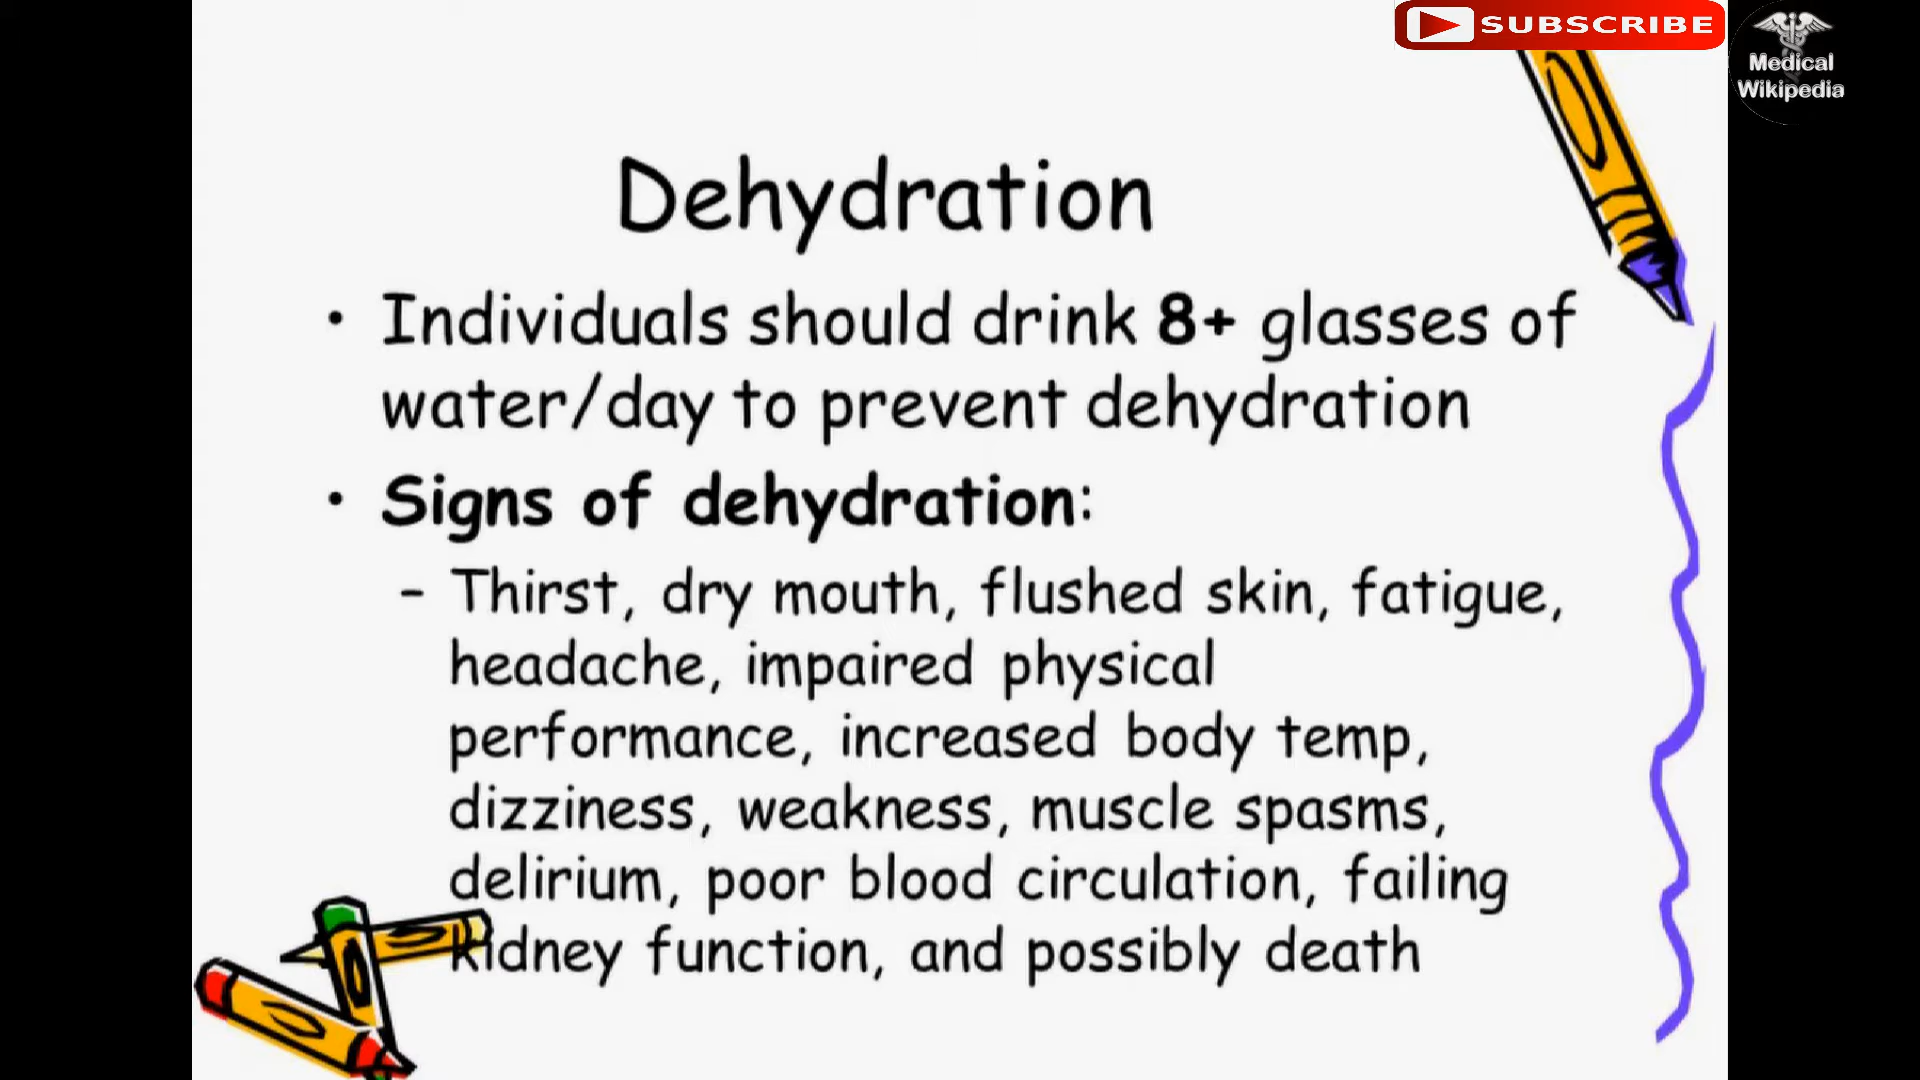 SUBSCRIBE
Medical
Wikipedia
Dehydration
• Individuals should drink 8+ glasses of
water/day to prevent dehydration
• Signs of dehydration:
– Thirst, dry mouth, flushed skin, fatigue,
headache, impaired physical
performance, increased body temp,
dizziness, weakness, muscle spasms,
delirium, poor blood circulation, failing
kidney function, and possibly death